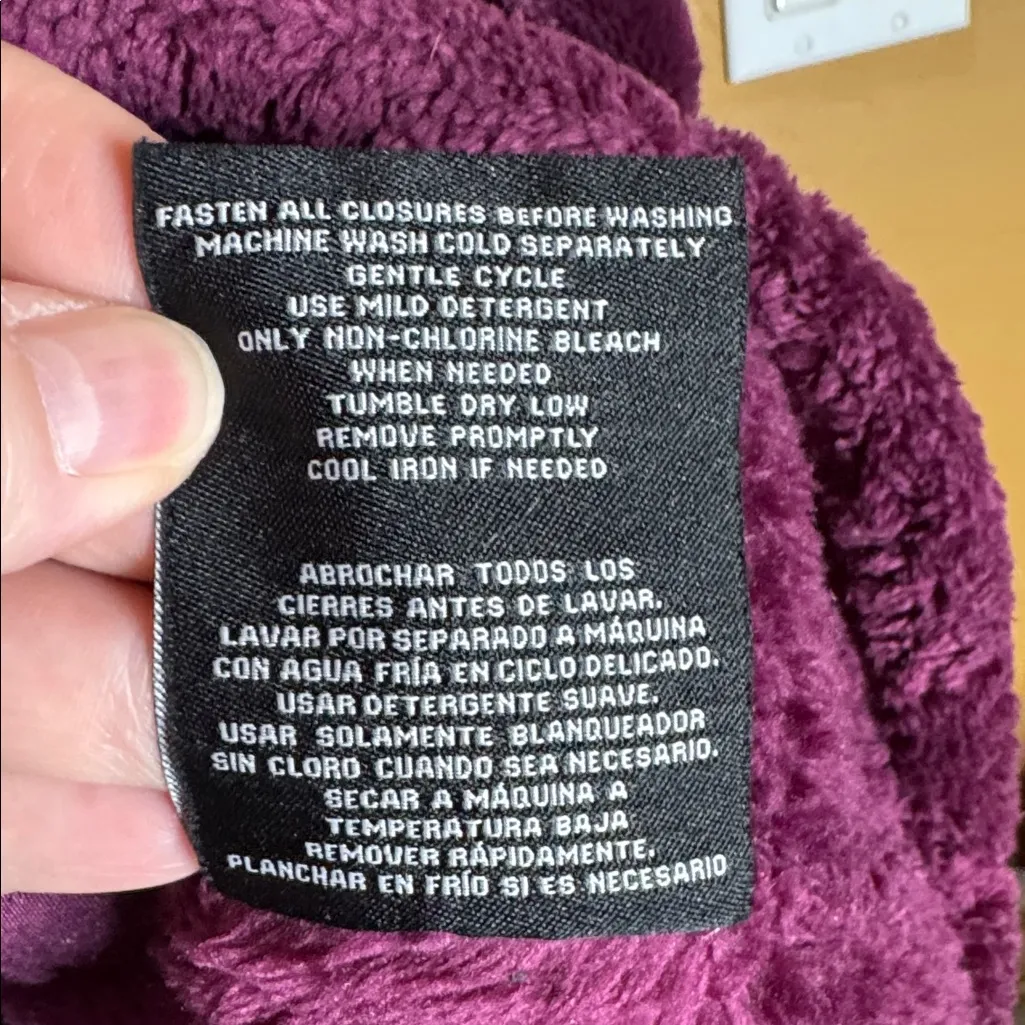 FASTEN ALL CLOSURES BEFORE WASHING
MACHINE WASH COLD SEPARATELY
GENTLE CYCLE
USE MILD DETERGENT
ONLY NON-CHLORINE BLEACH
WHEN NEEDED
TUMBLE DRY LOW
REMOVE PROMPTLY
COOL IRON IF NEEDED
ABROCHAR TODOS LOS
CIERRES ANTES DE LAVAR.
LAVAR POR SEPARADO A MÁQUINA
CON AGUA FRÍA EN CICLO DELICADO.
USAR DETERGENTE SUAVE.
USAR SOLAMENTE BLANQUEADOR
SIN CLORO CUANDO SEA NECESARIO.
SECAR A MÁQUINA A
TEMPERATURA BAJA
REMOVER RÁPIDAMENTE.
PLANCHAR EN FRÍO SI ES NECESARIO